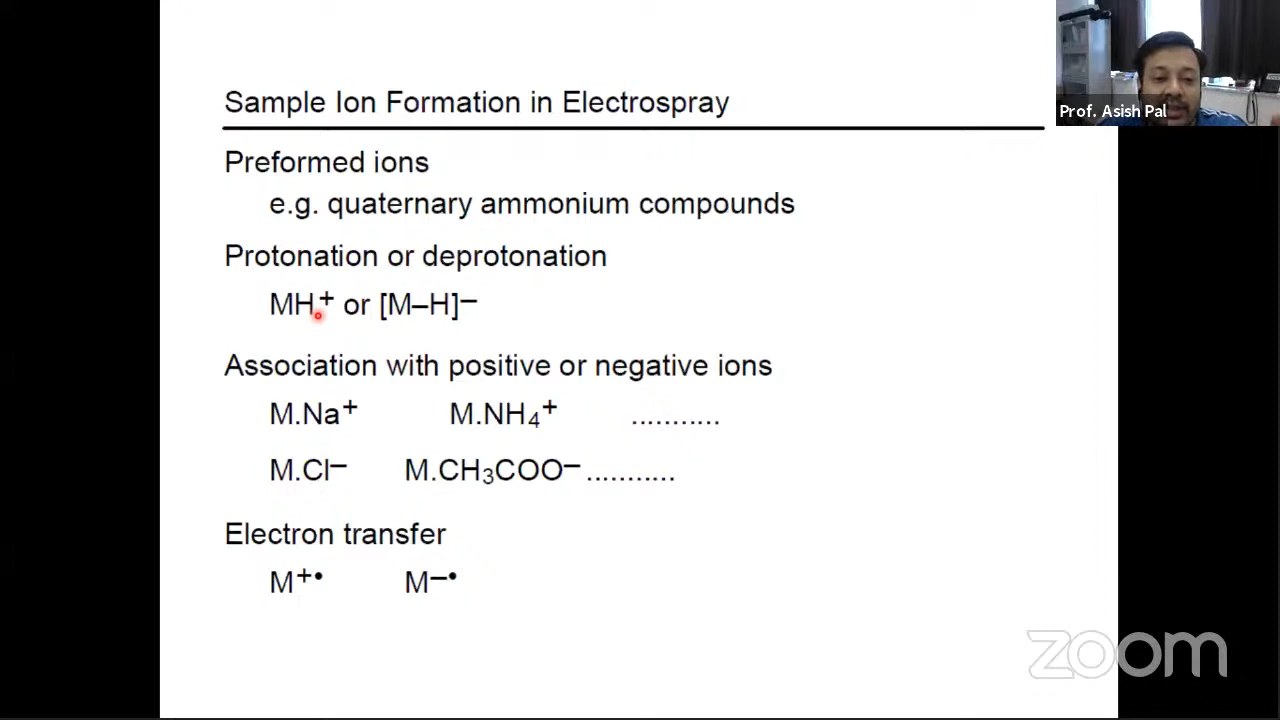 Prof. Asish Pal
Sample Ion Formation in Electrospray
Preformed ions
e.g. quaternary ammonium compounds
Protonation or deprotonation
MH⁺ or [M–H]⁻
Association with positive or negative ions
M.Na⁺ M.NH₄⁺ ...........
M.Cl⁻ M.CH₃COO⁻ ...........
Electron transfer
M⁺• M⁻•
zoom